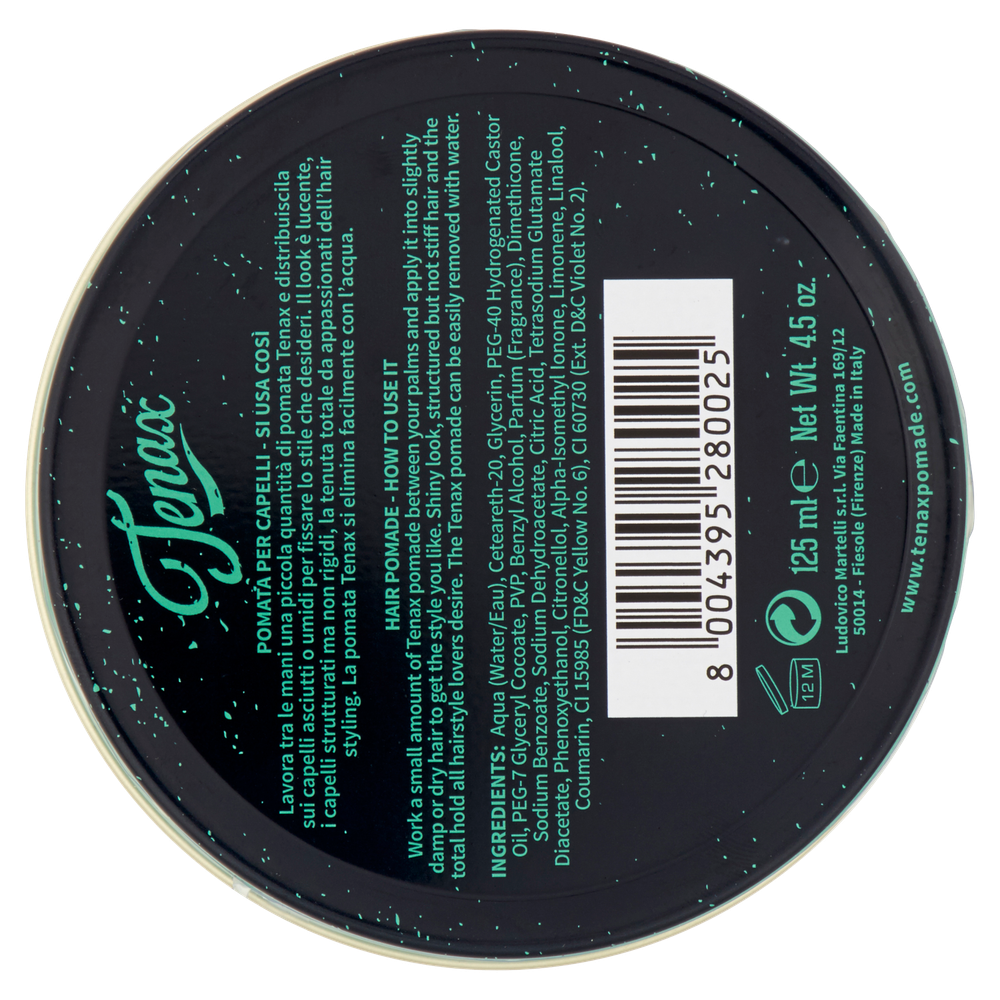 Tenax
POMATA PER CAPELLI - SI USA COSÌ
Lavora tra le mani una piccola quantità di pomata Tenax e distribuiscila
sui capelli asciutti o umidi per fissare lo stile che desideri. Il look è lucente,
i capelli strutturati ma non rigidi, la tenuta totale da appassionati dell'hair
styling. La pomata Tenax si elimina facilmente con l'acqua.
HAIR POMADE - HOW TO USE IT
Work a small amount of Tenax pomade between your palms and apply it into slightly
damp or dry hair to get the style you like. Shiny look, structured but not stiff hair and the
total hold all hairstyle lovers desire. The Tenax pomade can be easily removed with water.
INGREDIENTS: Aqua (Water/Eau), Ceteareth-20, Glycerin, PEG-40 Hydrogenated Castor
Oil, PEG-7 Glyceryl Cocoate, PVP, Benzyl Alcohol, Parfum (Fragrance), Dimethicone,
Sodium Benzoate, Sodium Dehydroacetate, Citric Acid, Tetrasodium Glutamate
Diacetate, Phenoxyethanol, Citronellol, Alpha-Isomethyl Ionone, Limonene, Linalool,
Coumarin, CI 15985 (FD&C Yellow No. 6), CI 60730 (Ext. D&C Violet No. 2).
8 004395 280025
12 M
125 ml ℮ Net Wt. 4.5 oz.
Ludovico Martelli s.r.l. Via Faentina 169/12
50014 - Fiesole (Firenze) Made in Italy
www.tenaxpomade.com